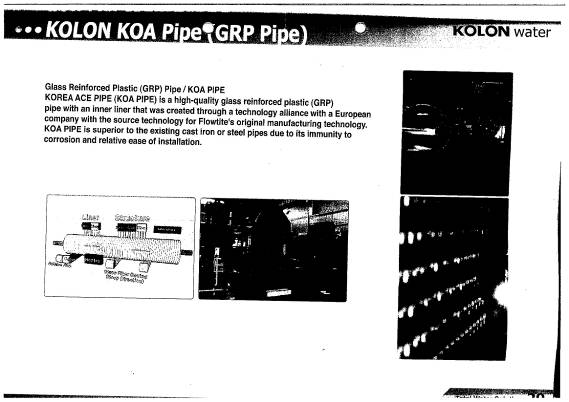 KOLON KOA Pipe (GRP Pipe)
KOLON water
Glass Reinforced Plastic (GRP) Pipe / KOA PIPE
KOREA ACE PIPE (KOA PIPE) is a high-quality glass reinforced plastic (GRP)
pipe with an inner liner that was created through a technology alliance with a European
company with the source technology for Flowtite's original manufacturing technology.
KOA PIPE is superior to the existing cast iron or steel pipes due to its immunity to
corrosion and relative ease of installation.
Liner
Structure